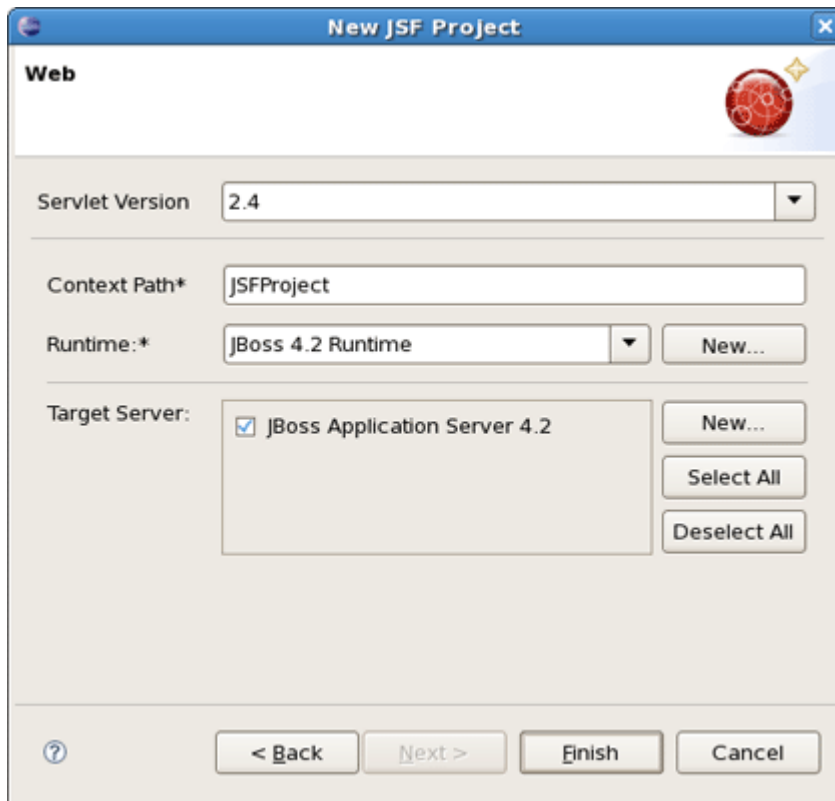 New JSF Project
Web
Servlet Version 2.4
Context Path* JSFProject
Runtime:* JBoss 4.2 Runtime New...
Target Server: JBoss Application Server 4.2 New...
Select All
Deselect All
? < Back Next > Finish Cancel